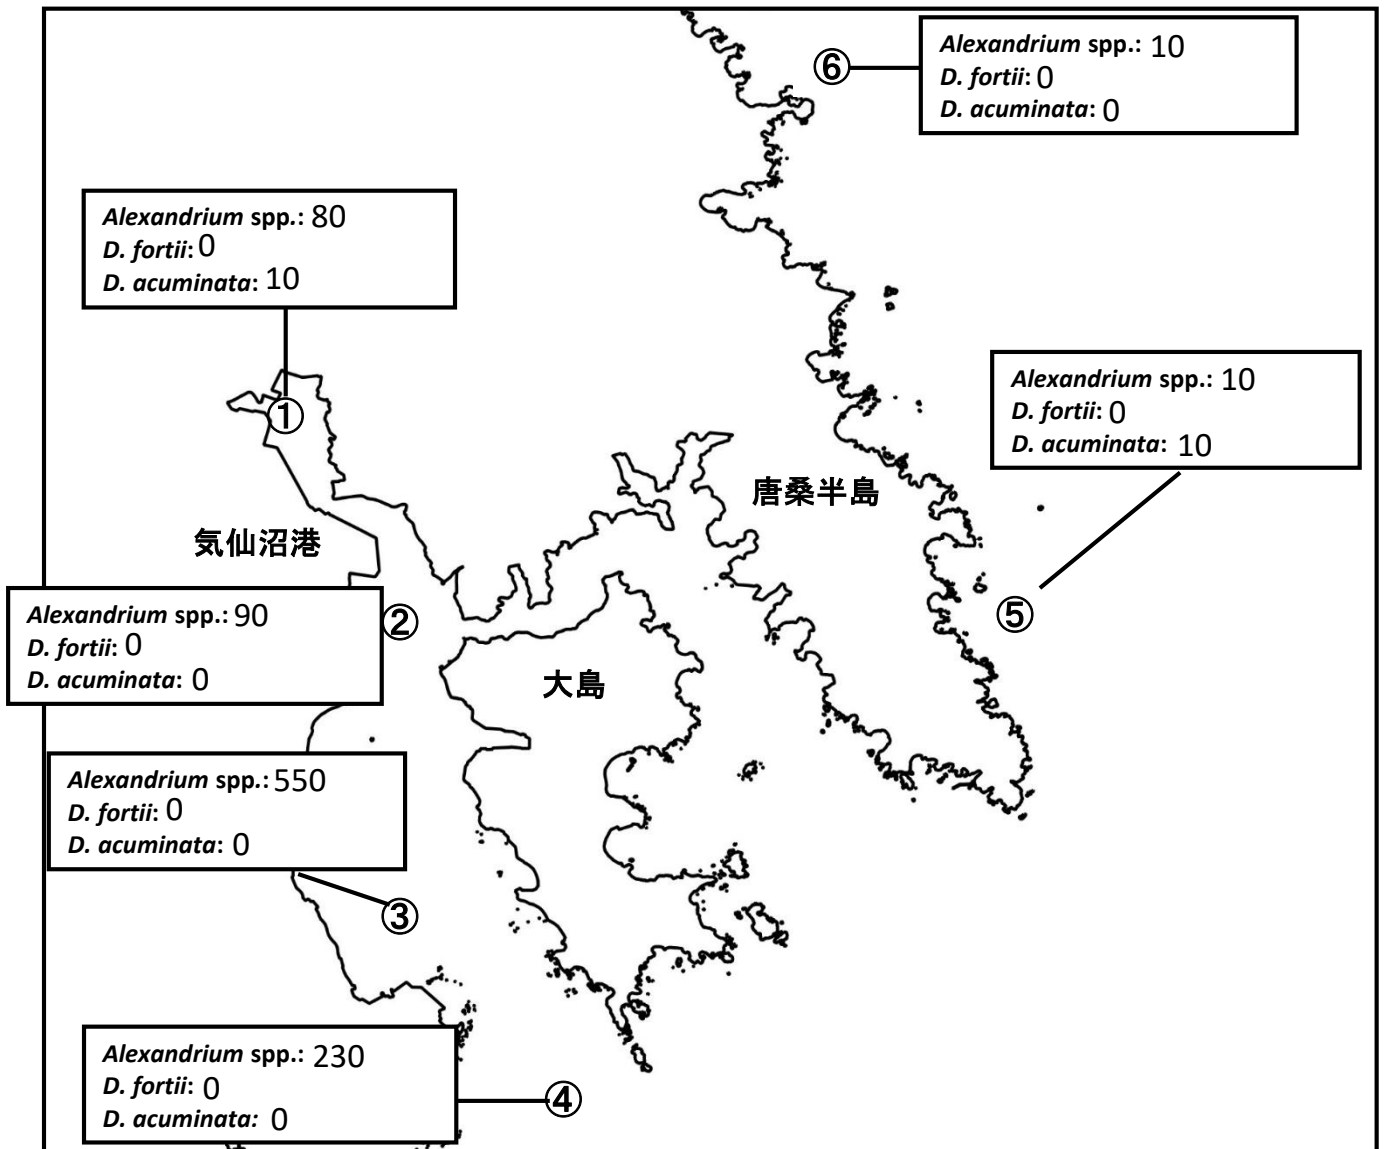 ⑥
Alexandrium spp.: 10
D. fortii: 0
D. acuminata: 0
Alexandrium spp.: 80
D. fortii: 0
D. acuminata: 10
①
Alexandrium spp.: 10
D. fortii: 0
D. acuminata: 10
唐桑半島
気仙沼港
Alexandrium spp.: 90
D. fortii: 0
D. acuminata: 0
②
⑤
大島
Alexandrium spp.: 550
D. fortii: 0
D. acuminata: 0
③
Alexandrium spp.: 230
D. fortii: 0
D. acuminata: 0
④